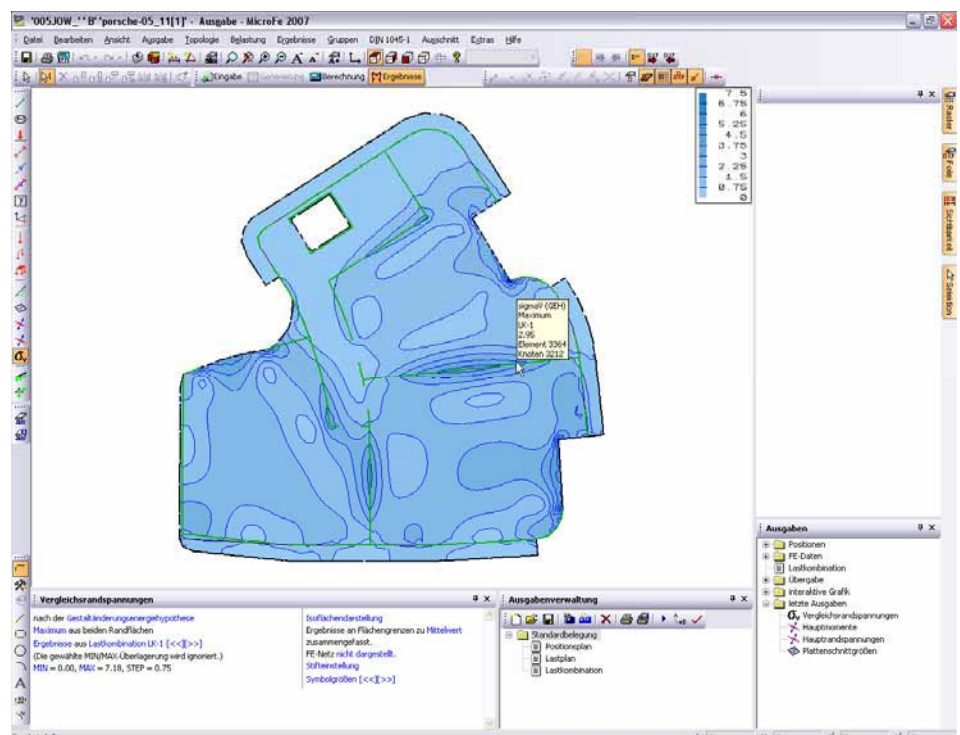 '005JOW_''B''porsche-05_11[1]' - Ausgabe - MicroFe 2007
Datei Bearbeiten Ansicht Ausgabe Topologie Belastung Ergebnisse Gruppen DIN 1045-1 Ausschnitt Extras Hilfe
Eingabe Generierung Berechnung Ergebnisse
7.5
6.75
6
5.25
4.5
3.75
3
2.25
1.5
0.75
0
Raster
Folie
Sichtbarkeit
Selektion
sigmaV (GEH)
Maximum
LK-1
2.95
Element 3364
Knoten 3212
Vergleichsrandspannungen
nach der Gestaltänderungsenergiehypothese
Maximum aus beiden Randflächen
Ergebnisse aus Lastkombination LK-1 [<<][>>]
(Die gewählte MIN/MAX-Überlagerung wird ignoriert.)
MIN = 0.00, MAX = 7.18, STEP = 0.75
Isoflächendarstellung
Ergebnisse an Flächengrenzen zu Mittelwert
zusammengefasst.
FE-Netz nicht dargestellt.
Stifteinstellung
Symbolgrößen [<<][>>]
Ausgabenverwaltung
Standardbelegung
Positionsplan
Lastplan
Lastkombination
Ausgaben
Positionen
FE-Daten
Lastkombination
Übergabe
interaktive Grafik
letzte Ausgaben
Vergleichsrandspannungen
Hauptmomente
Hauptrandspannungen
Plattenschnittgrößen